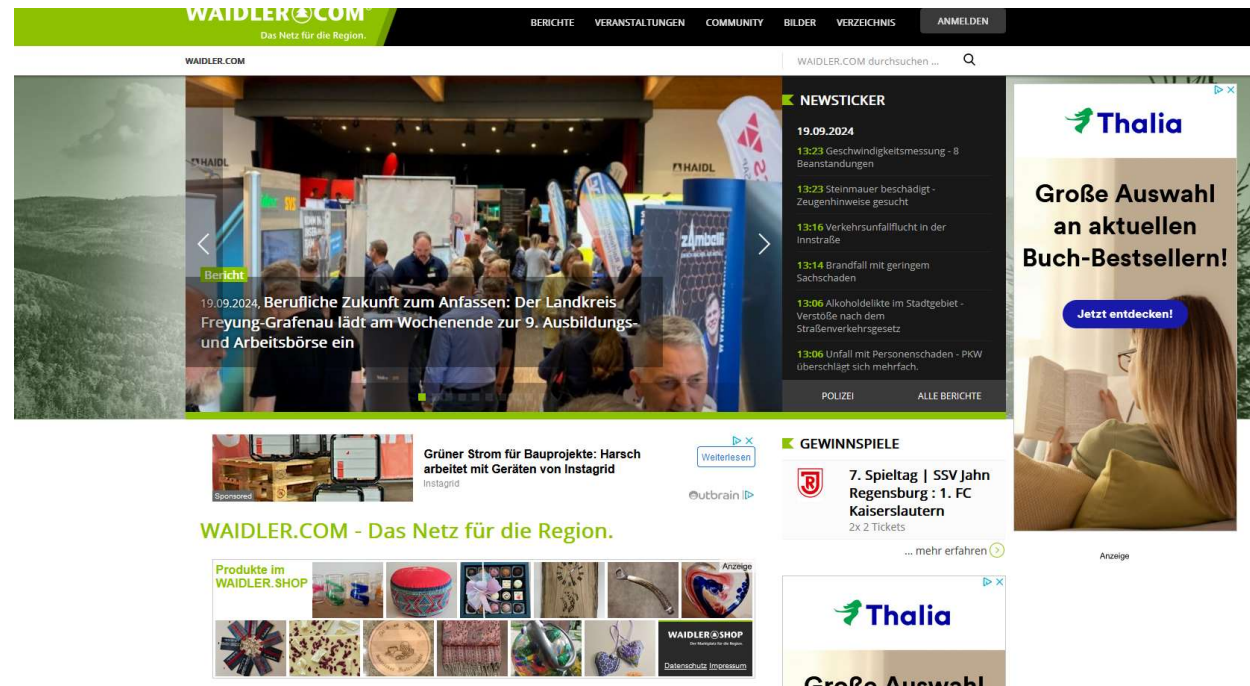 WAIDLER COM
Das Netz für die Region.
BERICHTE VERANSTALTUNGEN COMMUNITY BILDER VERZEICHNIS ANMELDEN
WAIDLER.COM
WAIDLER.COM durchsuchen ...
HAIDL
HAIDL
zambelli
Bericht
19.09.2024, Berufliche Zukunft zum Anfassen: Der Landkreis
Freyung-Grafenau lädt am Wochenende zur 9. Ausbildungs-
und Arbeitsbörse ein
NEWSTICKER
19.09.2024
13:23 Geschwindigkeitsmessung - 8
Beanstandungen
13:23 Steinmauer beschädigt -
Zeugenhinweise gesucht
13:16 Verkehrsunfallflucht in der
Innstraße
13:14 Brandfall mit geringem
Sachschaden
13:06 Alkoholdelikte im Stadtgebiet -
Verstöße nach dem
Straßenverkehrsgesetz
13:06 Unfall mit Personenschaden - PKW
überschlägt sich mehrfach.
POLIZEI ALLE BERICHTE
Thalia
Große Auswahl
an aktuellen
Buch-Bestsellern!
Jetzt entdecken!
Anzeige
Sponsored
Grüner Strom für Bauprojekte: Harsch
arbeitet mit Geräten von Instagrid
Instagrid
Weiterlesen
Outbrain
WAIDLER.COM - Das Netz für die Region.
Produkte im
WAIDLER.SHOP
Anzeige
WAIDLER SHOP
Der Marktplatz für die Region.
Datenschutz Impressum
GEWINNSPIELE
7. Spieltag | SSV Jahn
Regensburg : 1. FC
Kaiserslautern
2x 2 Tickets
... mehr erfahren
Thalia
Große Auswahl